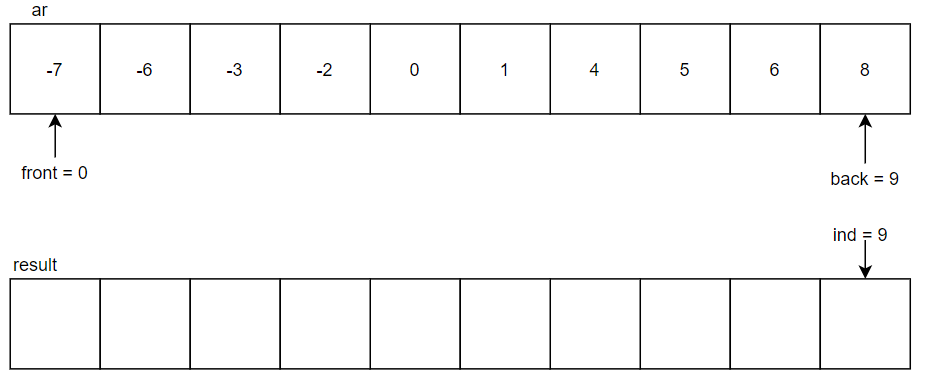 ar
-7 -6 -3 -2 0 1 4 5 6 8
front = 0
back = 9
ind = 9
result